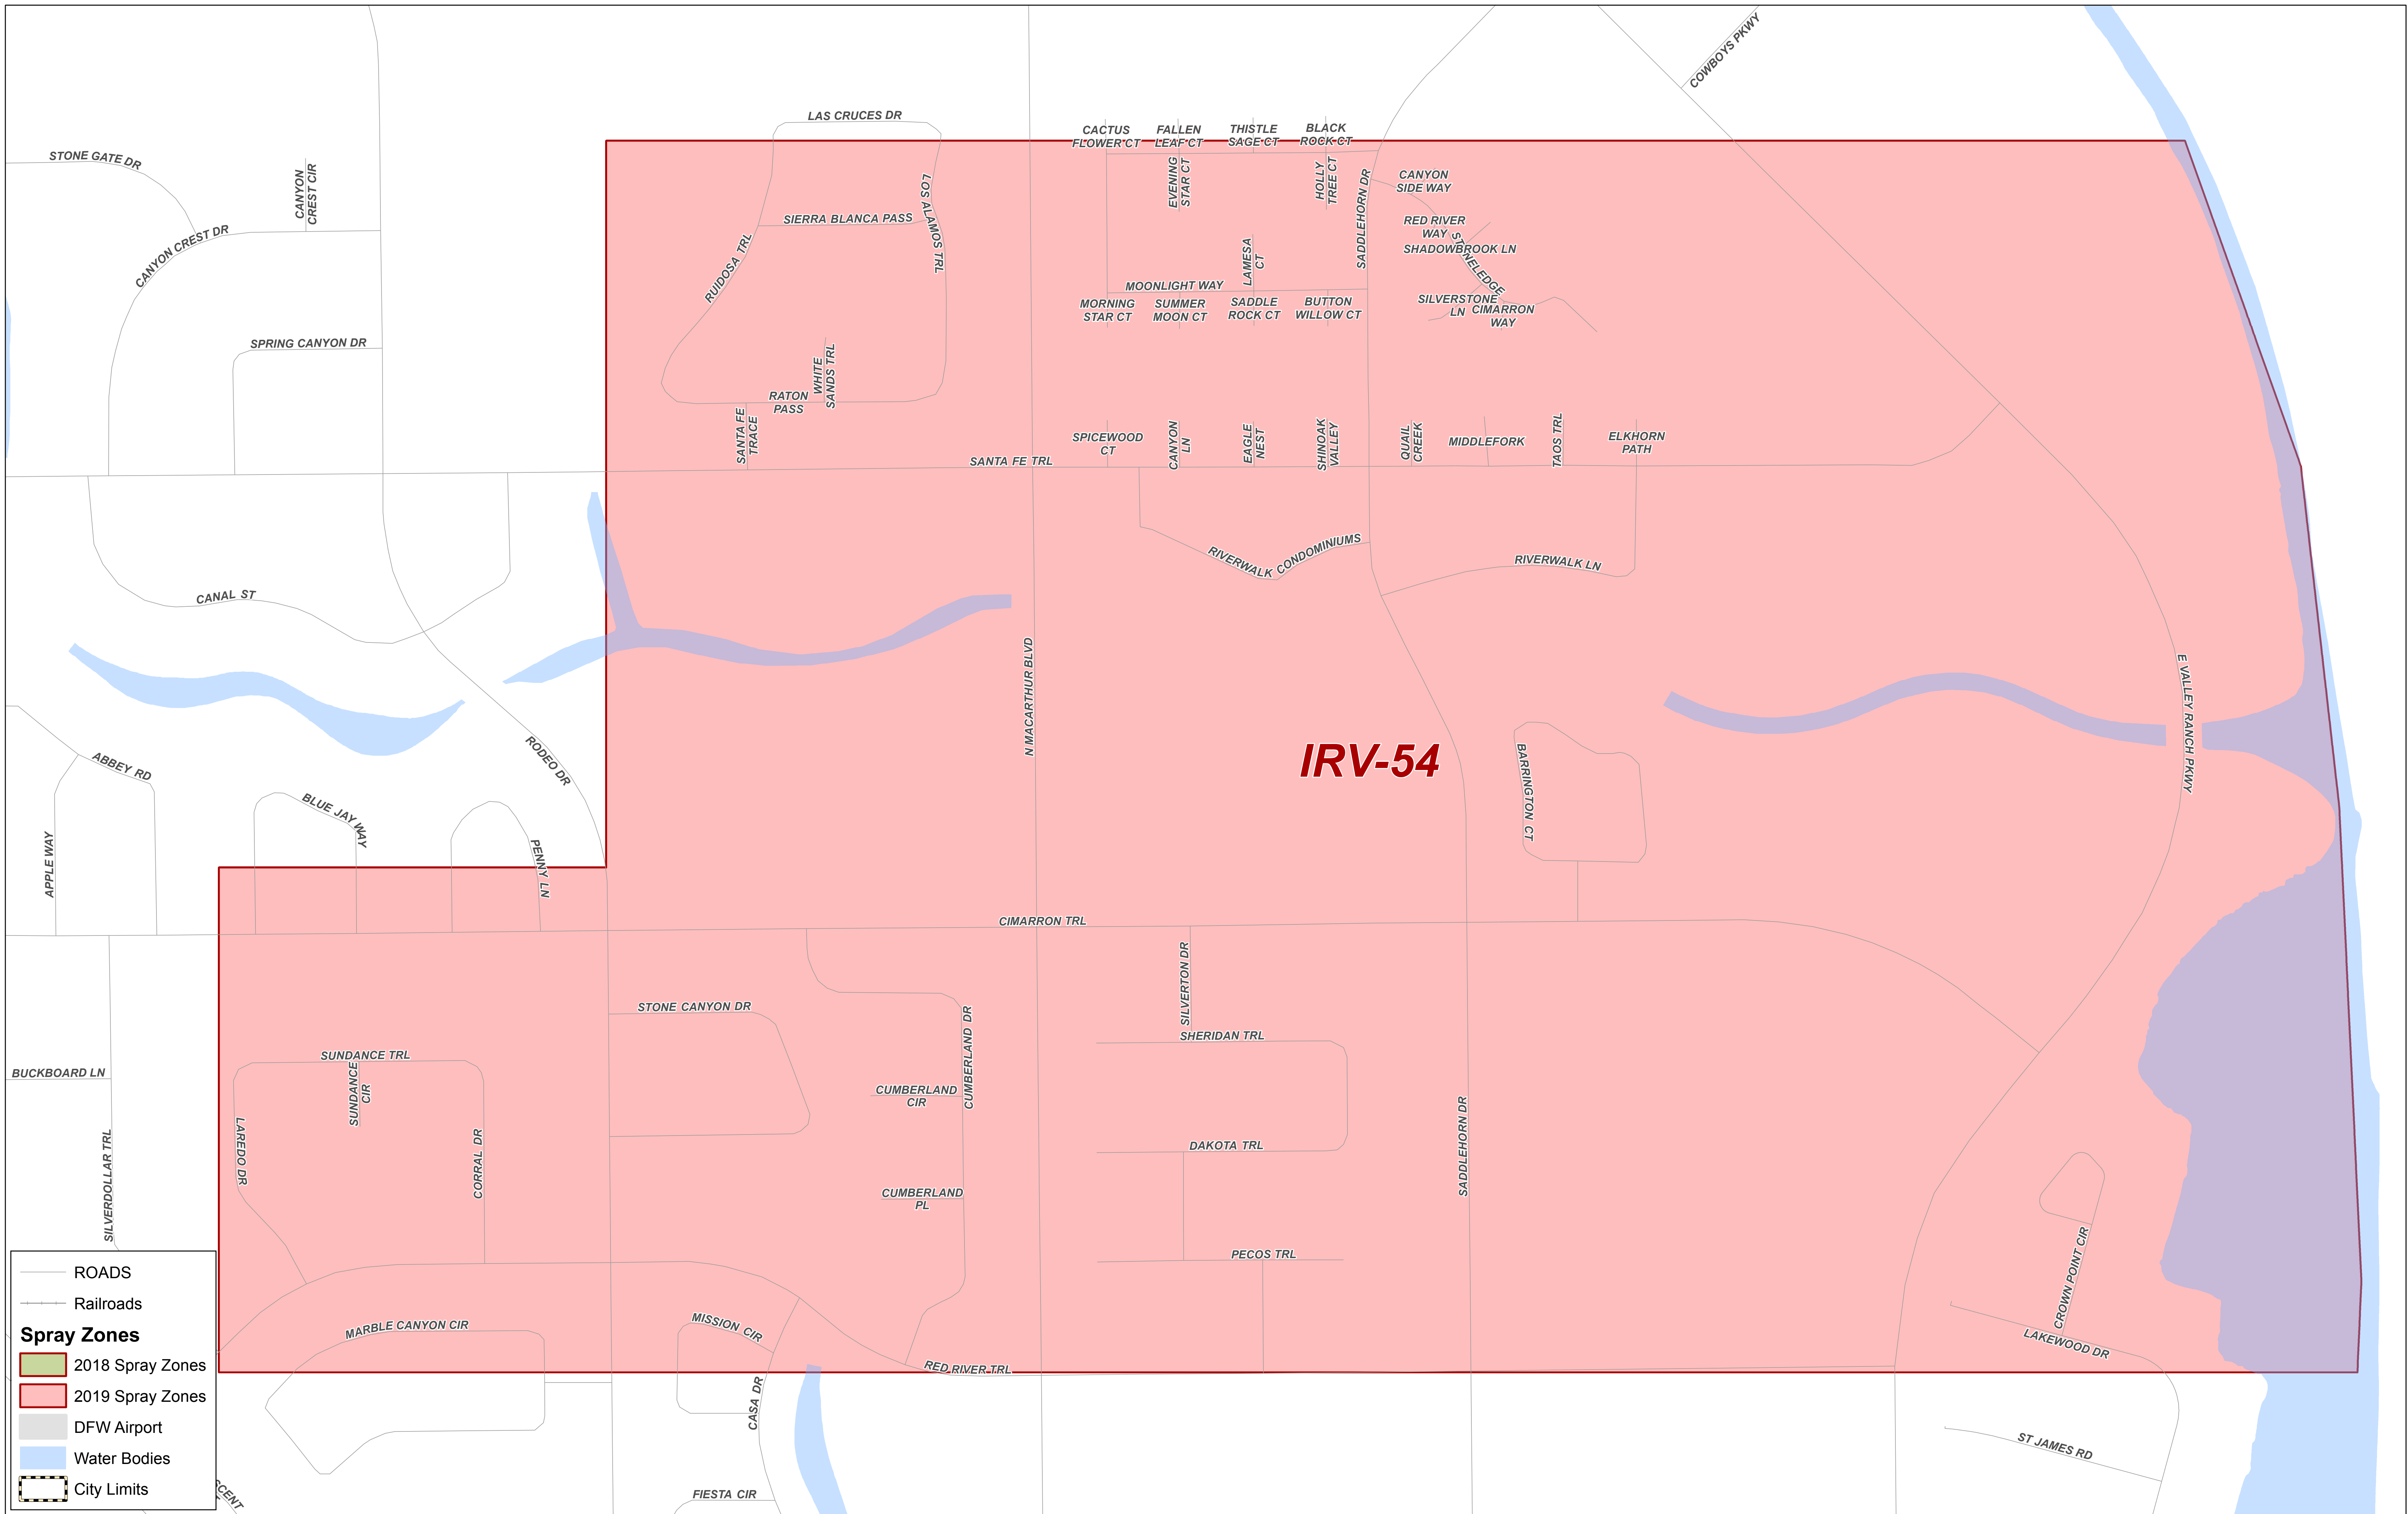 COWBOYS PKWY
LAS CRUCES DR
CACTUS
FLOWER CT
FALLEN
LEAF CT
THISTLE
SAGE CT
BLACK
ROCK CT
STONE GATE DR
CANYON
CREST CIR
EVENING
STAR CT
HOLLY
TREE CT
SADDLEHORN DR
CANYON
SIDE WAY
LOS ALAMOS TRL
SIERRA BLANCA PASS
CANYON CREST DR
RUIDOSA TRL
RED RIVER
WAY
SHADOWBROOK LN
STONELEDGE
LAMESA
CT
MOONLIGHT WAY
MORNING
STAR CT
SUMMER
MOON CT
SADDLE
ROCK CT
BUTTON
WILLOW CT
SILVERSTONE
LN
CIMARRON
WAY
SPRING CANYON DR
WHITE
SANDS TRL
RATON
PASS
SANTA FE
TRACE
SPICEWOOD
CT
CANYON
LN
EAGLE
NEST
SHINOAK
VALLEY
QUAIL
CREEK
MIDDLEFORK
TAOS TRL
ELKHORN
PATH
SANTA FE TRL
RIVERWALK CONDOMINIUMS
RIVERWALK LN
CANAL ST
N MACARTHUR BLVD
E VALLEY RANCH PKWY
RODEO DR
IRV-54
ABBEY RD
BARRINGTON CT
BLUE JAY WAY
APPLE WAY
PENNY LN
CIMARRON TRL
SILVERTON DR
STONE CANYON DR
CUMBERLAND DR
SHERIDAN TRL
SUNDANCE TRL
SUNDANCE
CIR
BUCKBOARD LN
CUMBERLAND
CIR
LAREDO DR
CORRAL DR
SILVERDOLLAR TRL
DAKOTA TRL
SADDLEHORN DR
CUMBERLAND
PL
PECOS TRL
CROWN POINT CIR
LAKEWOOD DR
MARBLE CANYON CIR
MISSION CIR
RED RIVER TRL
CASA DR
ST JAMES RD
FIESTA CIR
SCENT
ROADS
Railroads
Spray Zones
2018 Spray Zones
2019 Spray Zones
DFW Airport
Water Bodies
City Limits